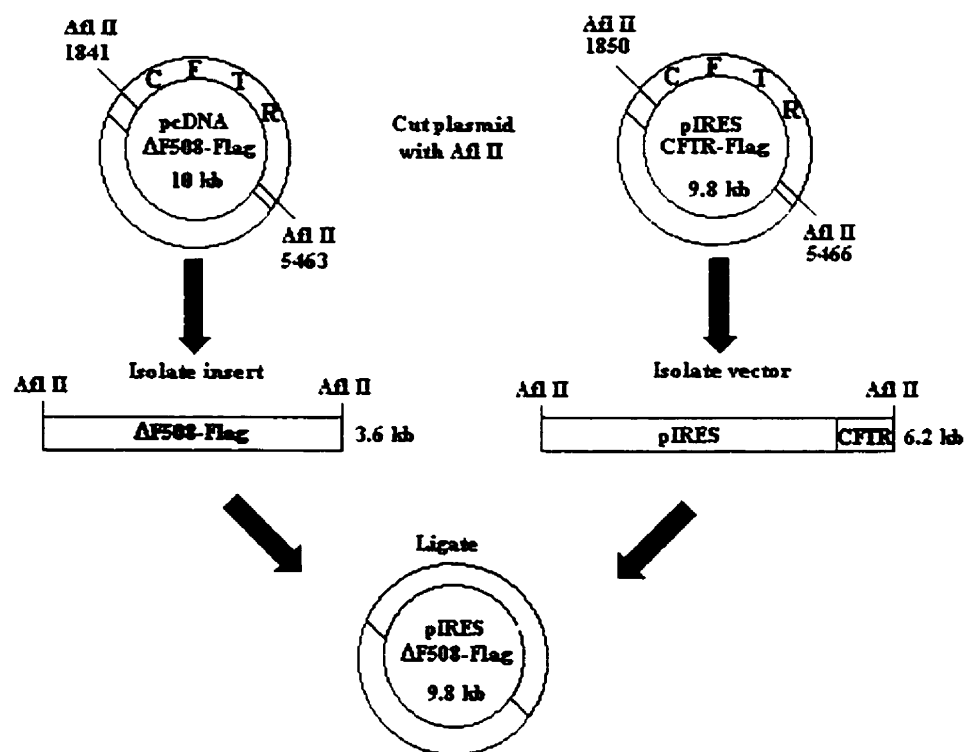 Afl II
1841
C F T R
pcDNA
ΔF508-Flag
10 kb
Afl II
5463
Cut plasmid
with Afl II
Afl II
1850
C F T R
pIRES
CFTR-Flag
9.8 kb
Afl II
5466
Isolate insert
Afl II
Afl II
ΔF508-Flag
3.6 kb
Isolate vector
Afl II
Afl II
pIRES
CFTR
6.2 kb
Ligate
pIRES
ΔF508-Flag
9.8 kb